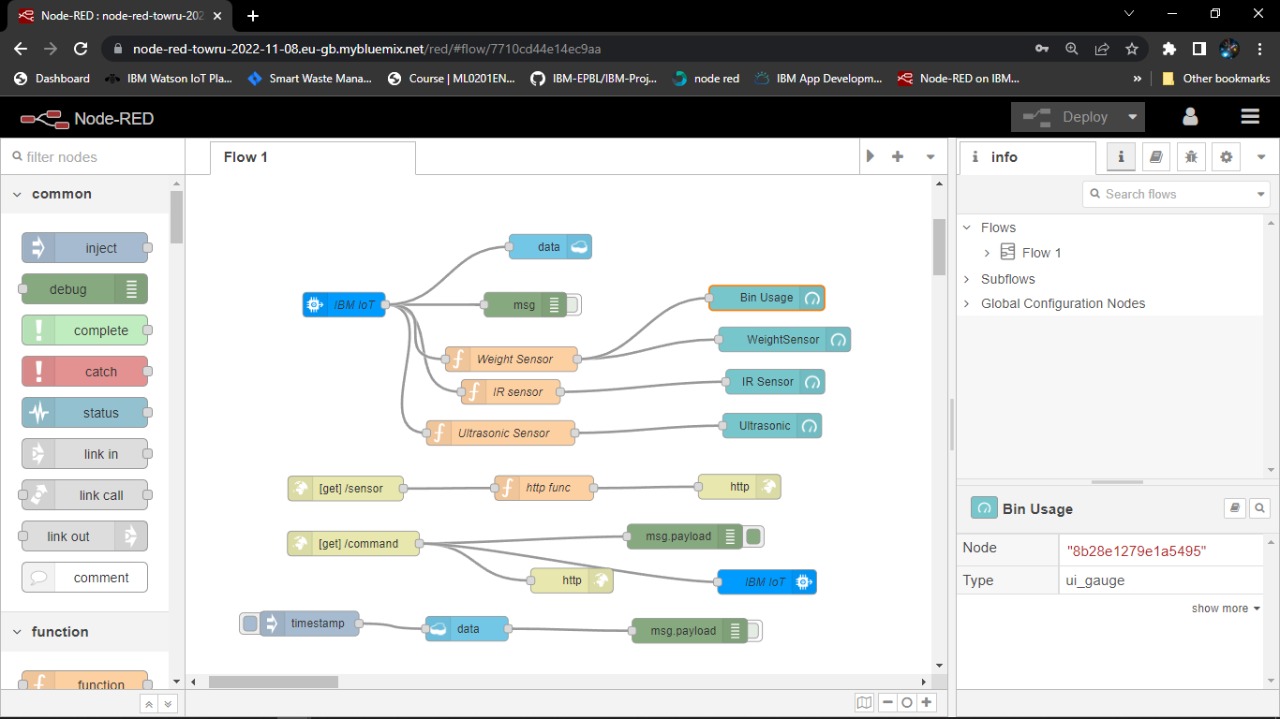 Node-RED : node-red-towru-202
node-red-towru-2022-11-08.eu-gb.mybluemix.net/red/#flow/7710cd44e14ec9aa
Dashboard IBM Watson IoT Pla... Smart Waste Mana... Course | ML0201EN... IBM-EPBL/IBM-Proj... node red IBM App Developm... Node-RED on IBM... » Other bookmarks
Node-RED Deploy
filter nodes Flow 1 i info i
common
Search flows
inject
debug
complete
catch
status
link in
link call
link out
comment
function
function
data
IBM IoT
msg
Bin Usage
Weight Sensor
WeightSensor
IR sensor
IR Sensor
Ultrasonic Sensor
Ultrasonic
[get] /sensor
http func
http
[get] /command
msg.payload
http
IBM IoT
timestamp
data
msg.payload
Flows
Flow 1
Subflows
Global Configuration Nodes
Bin Usage
Node "8b28e1279e1a5495"
Type ui_gauge
show more